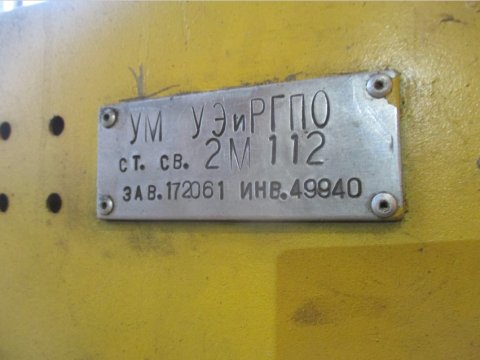 УМ УЭиРГПО
ст. св. 2М 112
ЗАВ.172061 ИНВ.49940